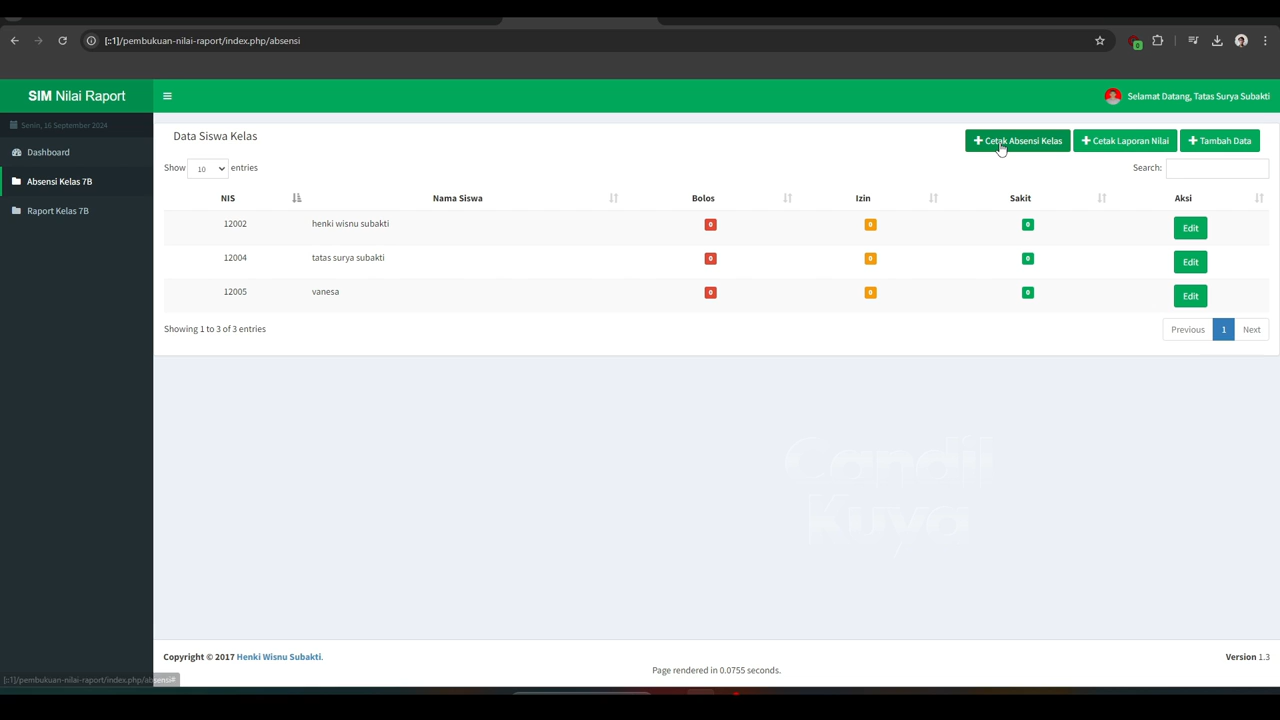 [::1]/pembukuan-nilai-raport/index.php/absensi
0
SIM Nilai Raport
Selamat Datang, Tatas Surya Subakti
Senin, 16 September 2024
Dashboard
Absensi Kelas 7B
Raport Kelas 7B
Data Siswa Kelas
Cetak Absensi Kelas Cetak Laporan Nilai Tambah Data
Show 10 entries Search:
NIS Nama Siswa Bolos Izin Sakit Aksi
12002 henki wisnu subakti 0 0 0 Edit
12004 tatas surya subakti 0 0 0 Edit
12005 vanesa 0 0 0 Edit
Showing 1 to 3 of 3 entries Previous 1 Next
Candil
Kuya
Copyright © 2017 Henki Wisnu Subakti. Version 1.3
Page rendered in 0.0755 seconds.
[::1]/pembukuan-nilai-raport/index.php/absensi#